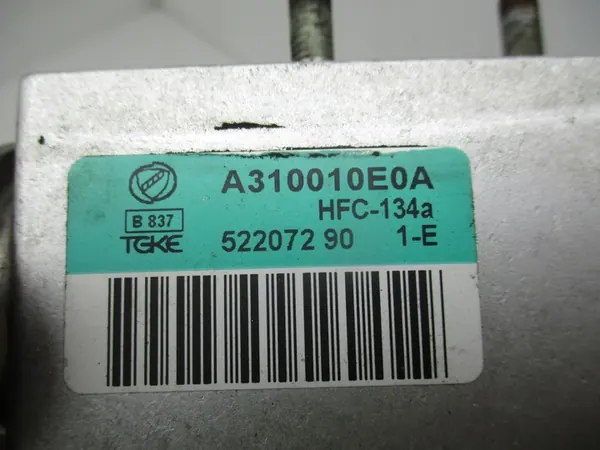 A310010E0A
B 837
HFC-134a
TGKE
522072 90
1-E